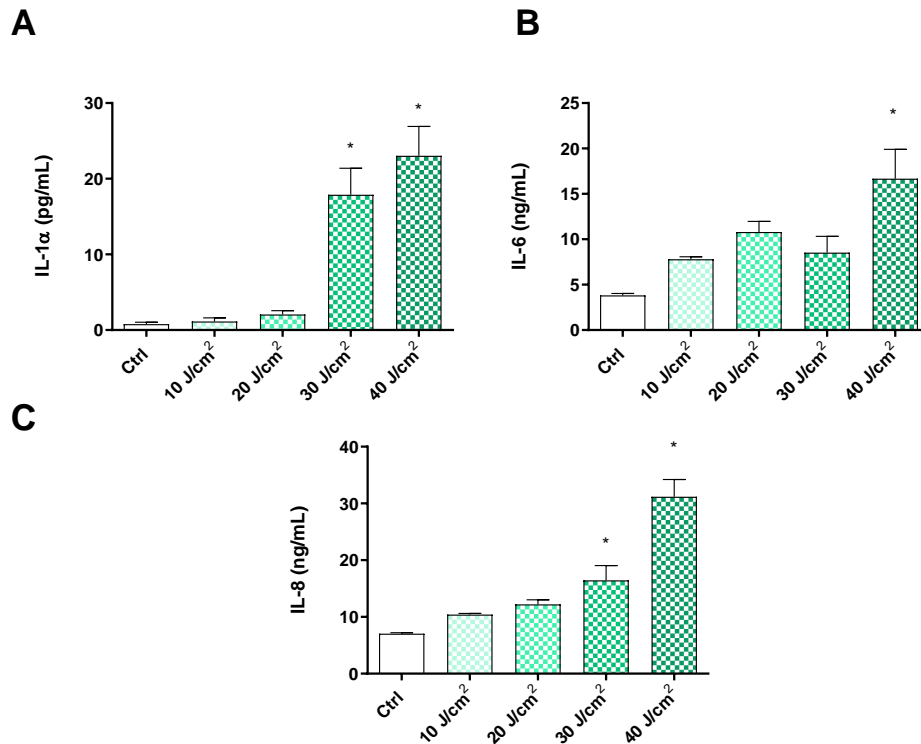 A
IL-1α (pg/mL)
30
20
10
0
*
*
Ctrl
10 J/cm²
20 J/cm²
30 J/cm²
40 J/cm²
B
IL-6 (ng/mL)
25
20
15
10
5
0
*
Ctrl
10 J/cm²
20 J/cm²
30 J/cm²
40 J/cm²
C
IL-8 (ng/mL)
40
30
20
10
0
*
*
Ctrl
10 J/cm²
20 J/cm²
30 J/cm²
40 J/cm²